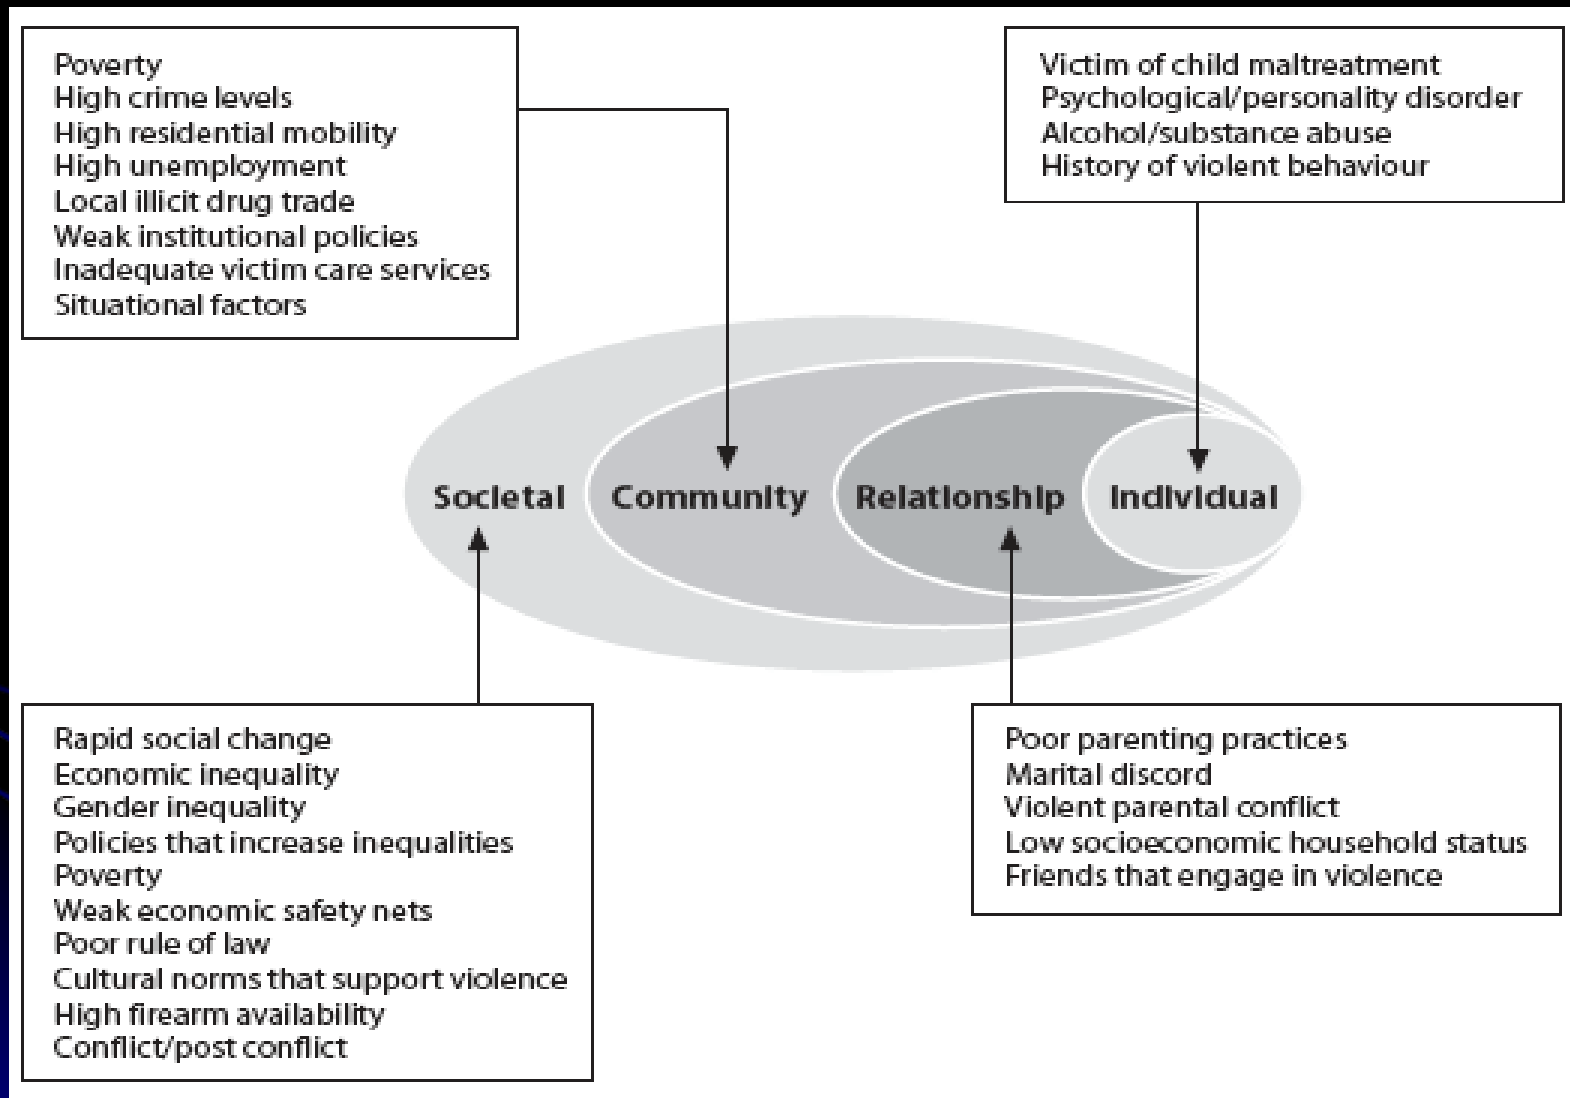 Poverty
High crime levels
High residential mobility
High unemployment
Local illicit drug trade
Weak institutional policies
Inadequate victim care services
Situational factors
Victim of child maltreatment
Psychological/personality disorder
Alcohol/substance abuse
History of violent behaviour
Societal
Community
Relationship
Individual
Rapid social change
Economic inequality
Gender inequality
Policies that increase inequalities
Poverty
Weak economic safety nets
Poor rule of law
Cultural norms that support violence
High firearm availability
Conflict/post conflict
Poor parenting practices
Marital discord
Violent parental conflict
Low socioeconomic household status
Friends that engage in violence